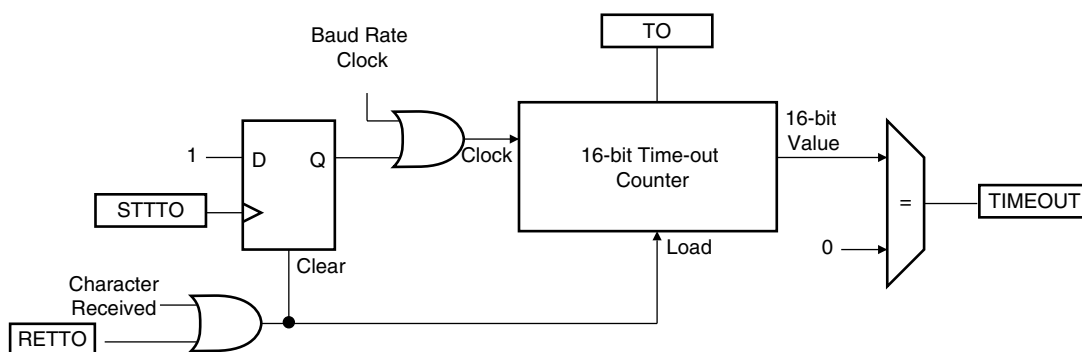 TO
Baud Rate
Clock
16-bit
Value
1
D
Q
Clock
16-bit Time-out
Counter
STTTO
=
TIMEOUT
Clear
Load
0
Character
Received
RETTO